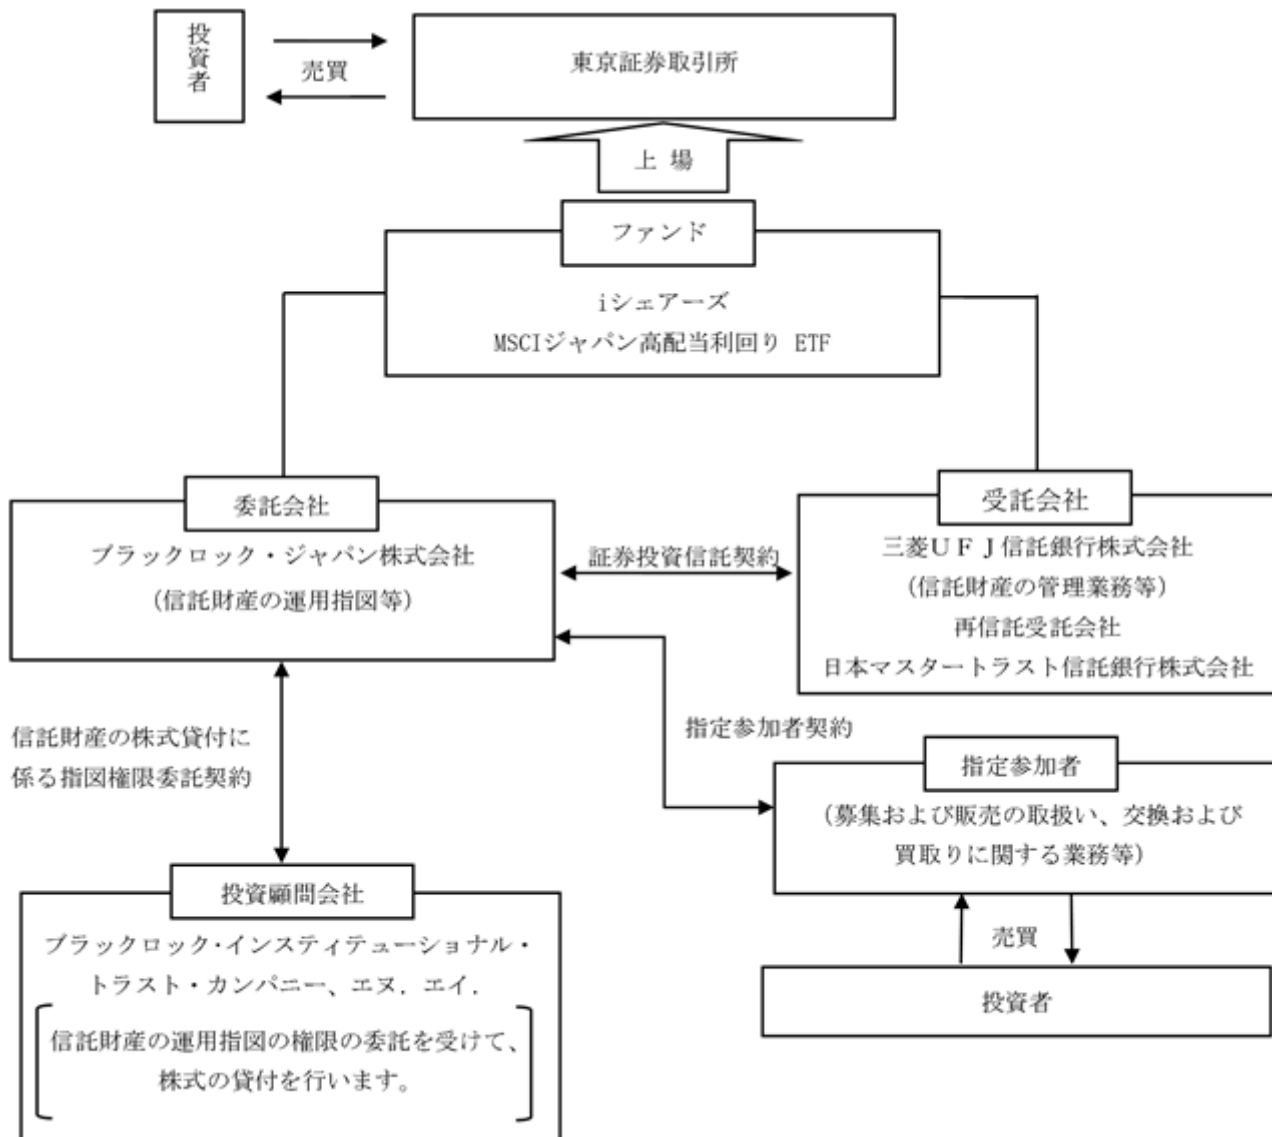 投資者
売買
東京証券取引所
上 場
ファンド
iシェアーズ
MSCIジャパン高配当利回り ETF
委託会社
ブラックロック・ジャパン株式会社
(信託財産の運用指図等)
証券投資信託契約
受託会社
三菱UFJ信託銀行株式会社
(信託財産の管理業務等)
再信託受託会社
日本マスタートラスト信託銀行株式会社
信託財産の株式貸付に
係る指図権限委託契約
指定参加者契約
指定参加者
(募集および販売の取扱い、交換および
買取りに関する業務等)
売買
投資者
投資顧問会社
ブラックロック・インスティテューショナル・
トラスト・カンパニー、エヌ.エイ.
信託財産の運用指図の権限の委託を受けて、
株式の貸付を行います。